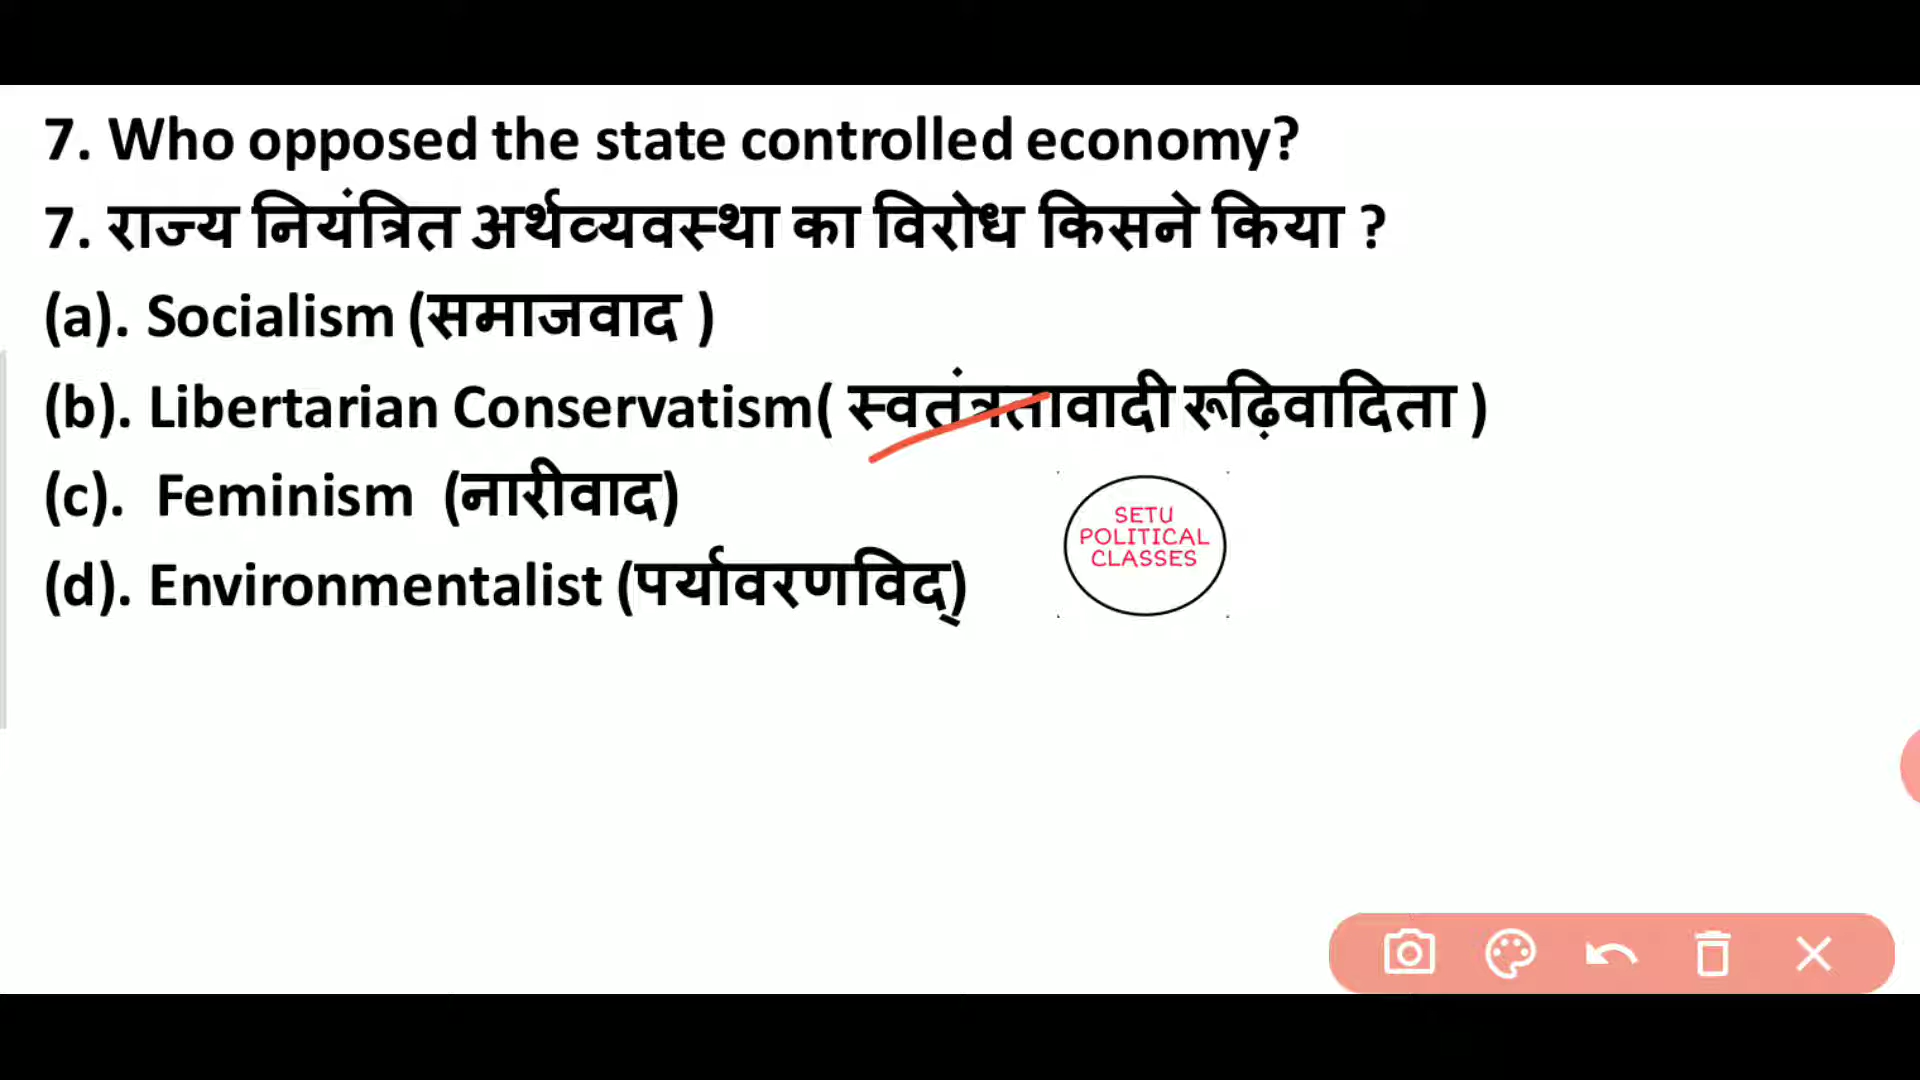 7. Who opposed the state controlled economy?
7. राज्य नियंत्रित अर्थव्यवस्था का विरोध किसने किया ?
(a). Socialism (समाजवाद )
(b). Libertarian Conservatism( स्वतंत्रतावादी रूढ़िवादिता )
(c). Feminism (नारीवाद)
(d). Environmentalist (पर्यावरणविद्)
SETU
POLITICAL
CLASSES